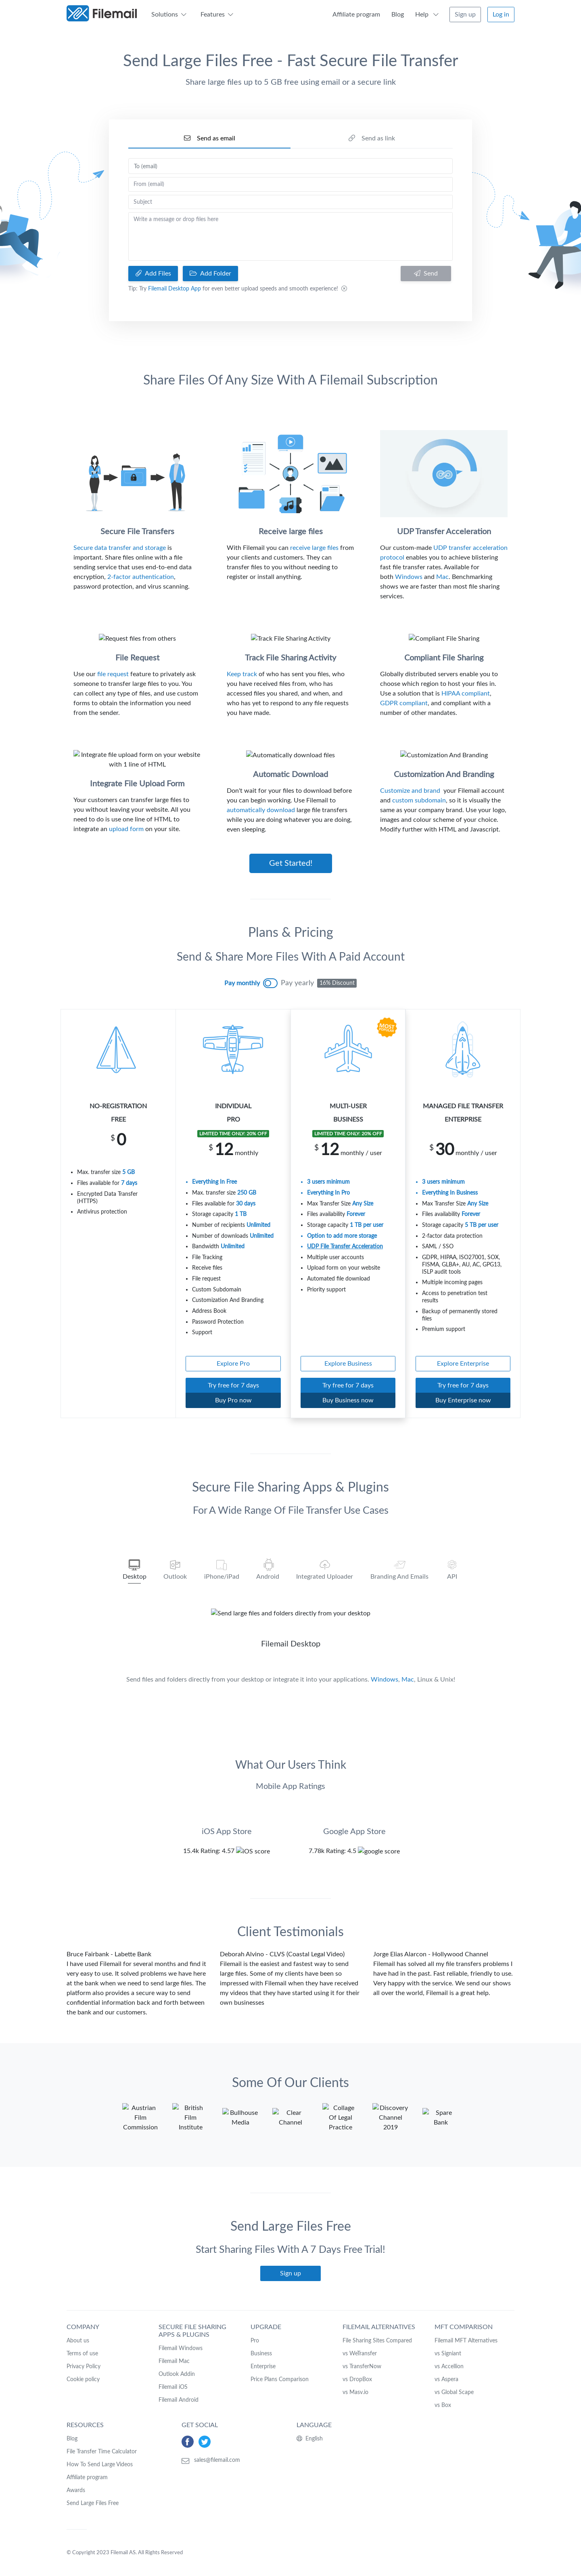 Filemail
Solutions
Features
Affiliate program
Blog
Help
Sign up
Log in
Send Large Files Free - Fast Secure File Transfer
Share large files up to 5 GB free using email or a secure link
Send as email
Send as link
To (email)
From (email)
Subject
Write a message or drop files here
Add Files
Add Folder
Send
Tip: Try Filemail Desktop App for even better upload speeds and smooth experience!
Share Files Of Any Size With A Filemail Subscription
Secure File Transfers
Secure data transfer and storage is
important. Share files online with a file
sending service that uses end-to-end data
encryption, 2-factor authentication,
password protection, and virus scanning.
Receive large files
With Filemail you can receive large files from
your clients and customers. They can
transfer files to you without needing to
register or install anything.
UDP Transfer Acceleration
Our custom-made UDP transfer acceleration
protocol enables you to achieve blistering
fast file transfer rates. Available for
both Windows and Mac. Benchmarking
shows we are faster than most file sharing
services.
Request files from others
File Request
Use our file request feature to privately ask
someone to transfer large files to you. You
can collect any type of files, and use custom
forms to obtain the information you need
from the sender.
Track File Sharing Activity
Track File Sharing Activity
Keep track of who has sent you files, who
you have received files from, who has
accessed files you shared, and when,
and set up alerts to notify you about files
you have made.
Compliant File Sharing
Compliant File Sharing
Globally distributed servers enable you to
choose which region to host your files in.
Use a solution that is HIPAA compliant,
GDPR compliant, and compliant with a
number of other mandates.
Integrate file upload form on your website
with 1 line of HTML
Integrate File Upload Form
Your customers can transfer large files to
you without leaving your website. All you
need to do is use one line of HTML to
integrate an upload form on your site.
Automatically download files
Automatic Download
Don't wait for your files to download before
you can begin working. Use Filemail to
automatically download large file transfers
while you are doing whatever you are doing,
even sleeping.
Customization And Branding
Customization And Branding
Customize and brand your Filemail account
and custom subdomain, so it is visually the
same as your company brand. Use your logo,
images and colour scheme of your choice.
Modify further with HTML and Javascript.
Get Started!
Plans & Pricing
Send & Share More Files With A Paid Account
Pay monthly
Pay yearly
16% Discount
NO-REGISTRATION
FREE
$ 0
Max. transfer size 5 GB
Files available for 7 days
Encrypted Data Transfer
(HTTPS)
Antivirus protection
INDIVIDUAL
PRO
LIMITED TIME ONLY: 20% OFF
$ 12 monthly
Everything In Free
Max. transfer size 250 GB
Files available for 30 days
Storage capacity 1 TB
Number of recipients Unlimited
Number of downloads Unlimited
Bandwidth Unlimited
File Tracking
Receive files
File request
Custom Subdomain
Customization And Branding
Address Book
Password Protection
Support
Explore Pro
Try free for 7 days
Buy Pro now
MOST
POPULAR
MULTI-USER
BUSINESS
LIMITED TIME ONLY: 20% OFF
$ 12 monthly / user
3 users minimum
Everything In Pro
Max Transfer Size Any Size
Files availability Forever
Storage capacity 1 TB per user
Option to add more storage
UDP File Transfer Acceleration
Multiple user accounts
Upload form on your website
Automated file download
Priority support
Explore Business
Try free for 7 days
Buy Business now
MANAGED FILE TRANSFER
ENTERPRISE
$ 30 monthly / user
3 users minimum
Everything In Business
Max Transfer Size Any Size
Files availability Forever
Storage capacity 5 TB per user
2-factor data protection
SAML / SSO
GDPR, HIPAA, ISO27001, SOX,
FISMA, GLBA+, AU, AC, GPG13,
ISLP audit tools
Multiple incoming pages
Access to penetration test
results
Backup of permanently stored
files
Premium support
Explore Enterprise
Try free for 7 days
Buy Enterprise now
Secure File Sharing Apps & Plugins
For A Wide Range Of File Transfer Use Cases
Desktop
Outlook
iPhone/iPad
Android
Integrated Uploader
Branding And Emails
API
Send large files and folders directly from your desktop
Filemail Desktop
Send files and folders directly from your desktop or integrate it into your applications. Windows, Mac, Linux & Unix!
What Our Users Think
Mobile App Ratings
iOS App Store
15.4k Rating: 4.57 iOS score
Google App Store
7.78k Rating: 4.5 google score
Client Testimonials
Bruce Fairbank - Labette Bank
I have used Filemail for several months and find it
very easy to use. It solved problems we have here
at the bank when we need to send large files. The
platform also provides a secure way to send
confidential information back and forth between
the bank and our customers.
Deborah Alvino - CLVS (Coastal Legal Video)
Filemail is the easiest and fastest way to send
large files. Some of my clients have been so
impressed with Filemail when they have received
my videos that they have started using it for their
own businesses
Jorge Elias Alarcon - Hollywood Channel
Filemail has solved all my file transfers problems I
have had in the past. Fast reliable, friendly to use.
Very happy with the service. We send our shows
all over the world, Filemail is a great help.
Some Of Our Clients
Austrian
Film
Commission
British
Film
Institute
Bullhouse
Media
Clear
Channel
Collage
Of Legal
Practice
Discovery
Channel
2019
Spare
Bank
Send Large Files Free
Start Sharing Files With A 7 Days Free Trial!
Sign up
COMPANY
About us
Terms of use
Privacy Policy
Cookie policy
SECURE FILE SHARING
APPS & PLUGINS
Filemail Windows
Filemail Mac
Outlook Addin
Filemail iOS
Filemail Android
UPGRADE
Pro
Business
Enterprise
Price Plans Comparison
FILEMAIL ALTERNATIVES
File Sharing Sites Compared
vs WeTransfer
vs TransferNow
vs DropBox
vs Masv.io
MFT COMPARISON
Filemail MFT Alternatives
vs Signiant
vs Accellion
vs Aspera
vs Global Scape
vs Box
RESOURCES
Blog
File Transfer Time Calculator
How To Send Large Videos
Affiliate program
Awards
Send Large Files Free
GET SOCIAL
sales@filemail.com
LANGUAGE
English
© Copyright 2023 Filemail AS. All Rights Reserved